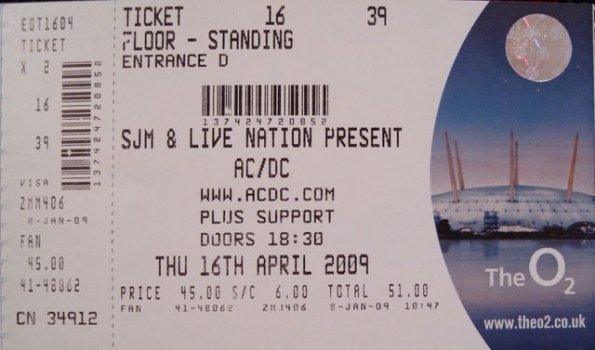 EOT1604
TICKET
X 2
16
39
VISA
ZMM406
8-JAN-09
FAN
45.00
41-48062
CN 34912
137424720852
TICKET 16 39
FLOOR - STANDING
ENTRANCE D
137424720852
SJM & LIVE NATION PRESENT
AC/DC
WWW.ACDC.COM
PLUS SUPPORT
DOORS 18:30
THU 16TH APRIL 2009
PRICE 45.00 S/C 6.00 TOTAL 51.00
FAN 41-48062 ZMM406 8-JAN-09 10:47
The O2
www.theo2.co.uk